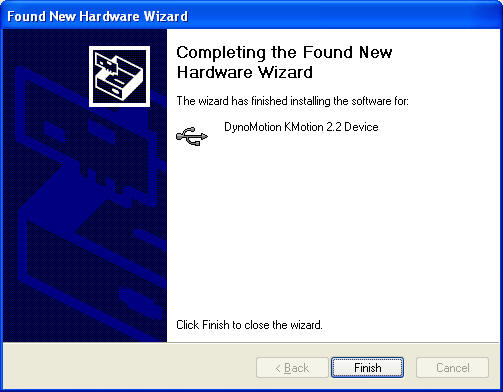 Found New Hardware Wizard
Completing the Found New
Hardware Wizard
The wizard has finished installing the software for:
DynoMotion KMotion 2.2 Device
Click Finish to close the wizard.
< Back
Finish
Cancel